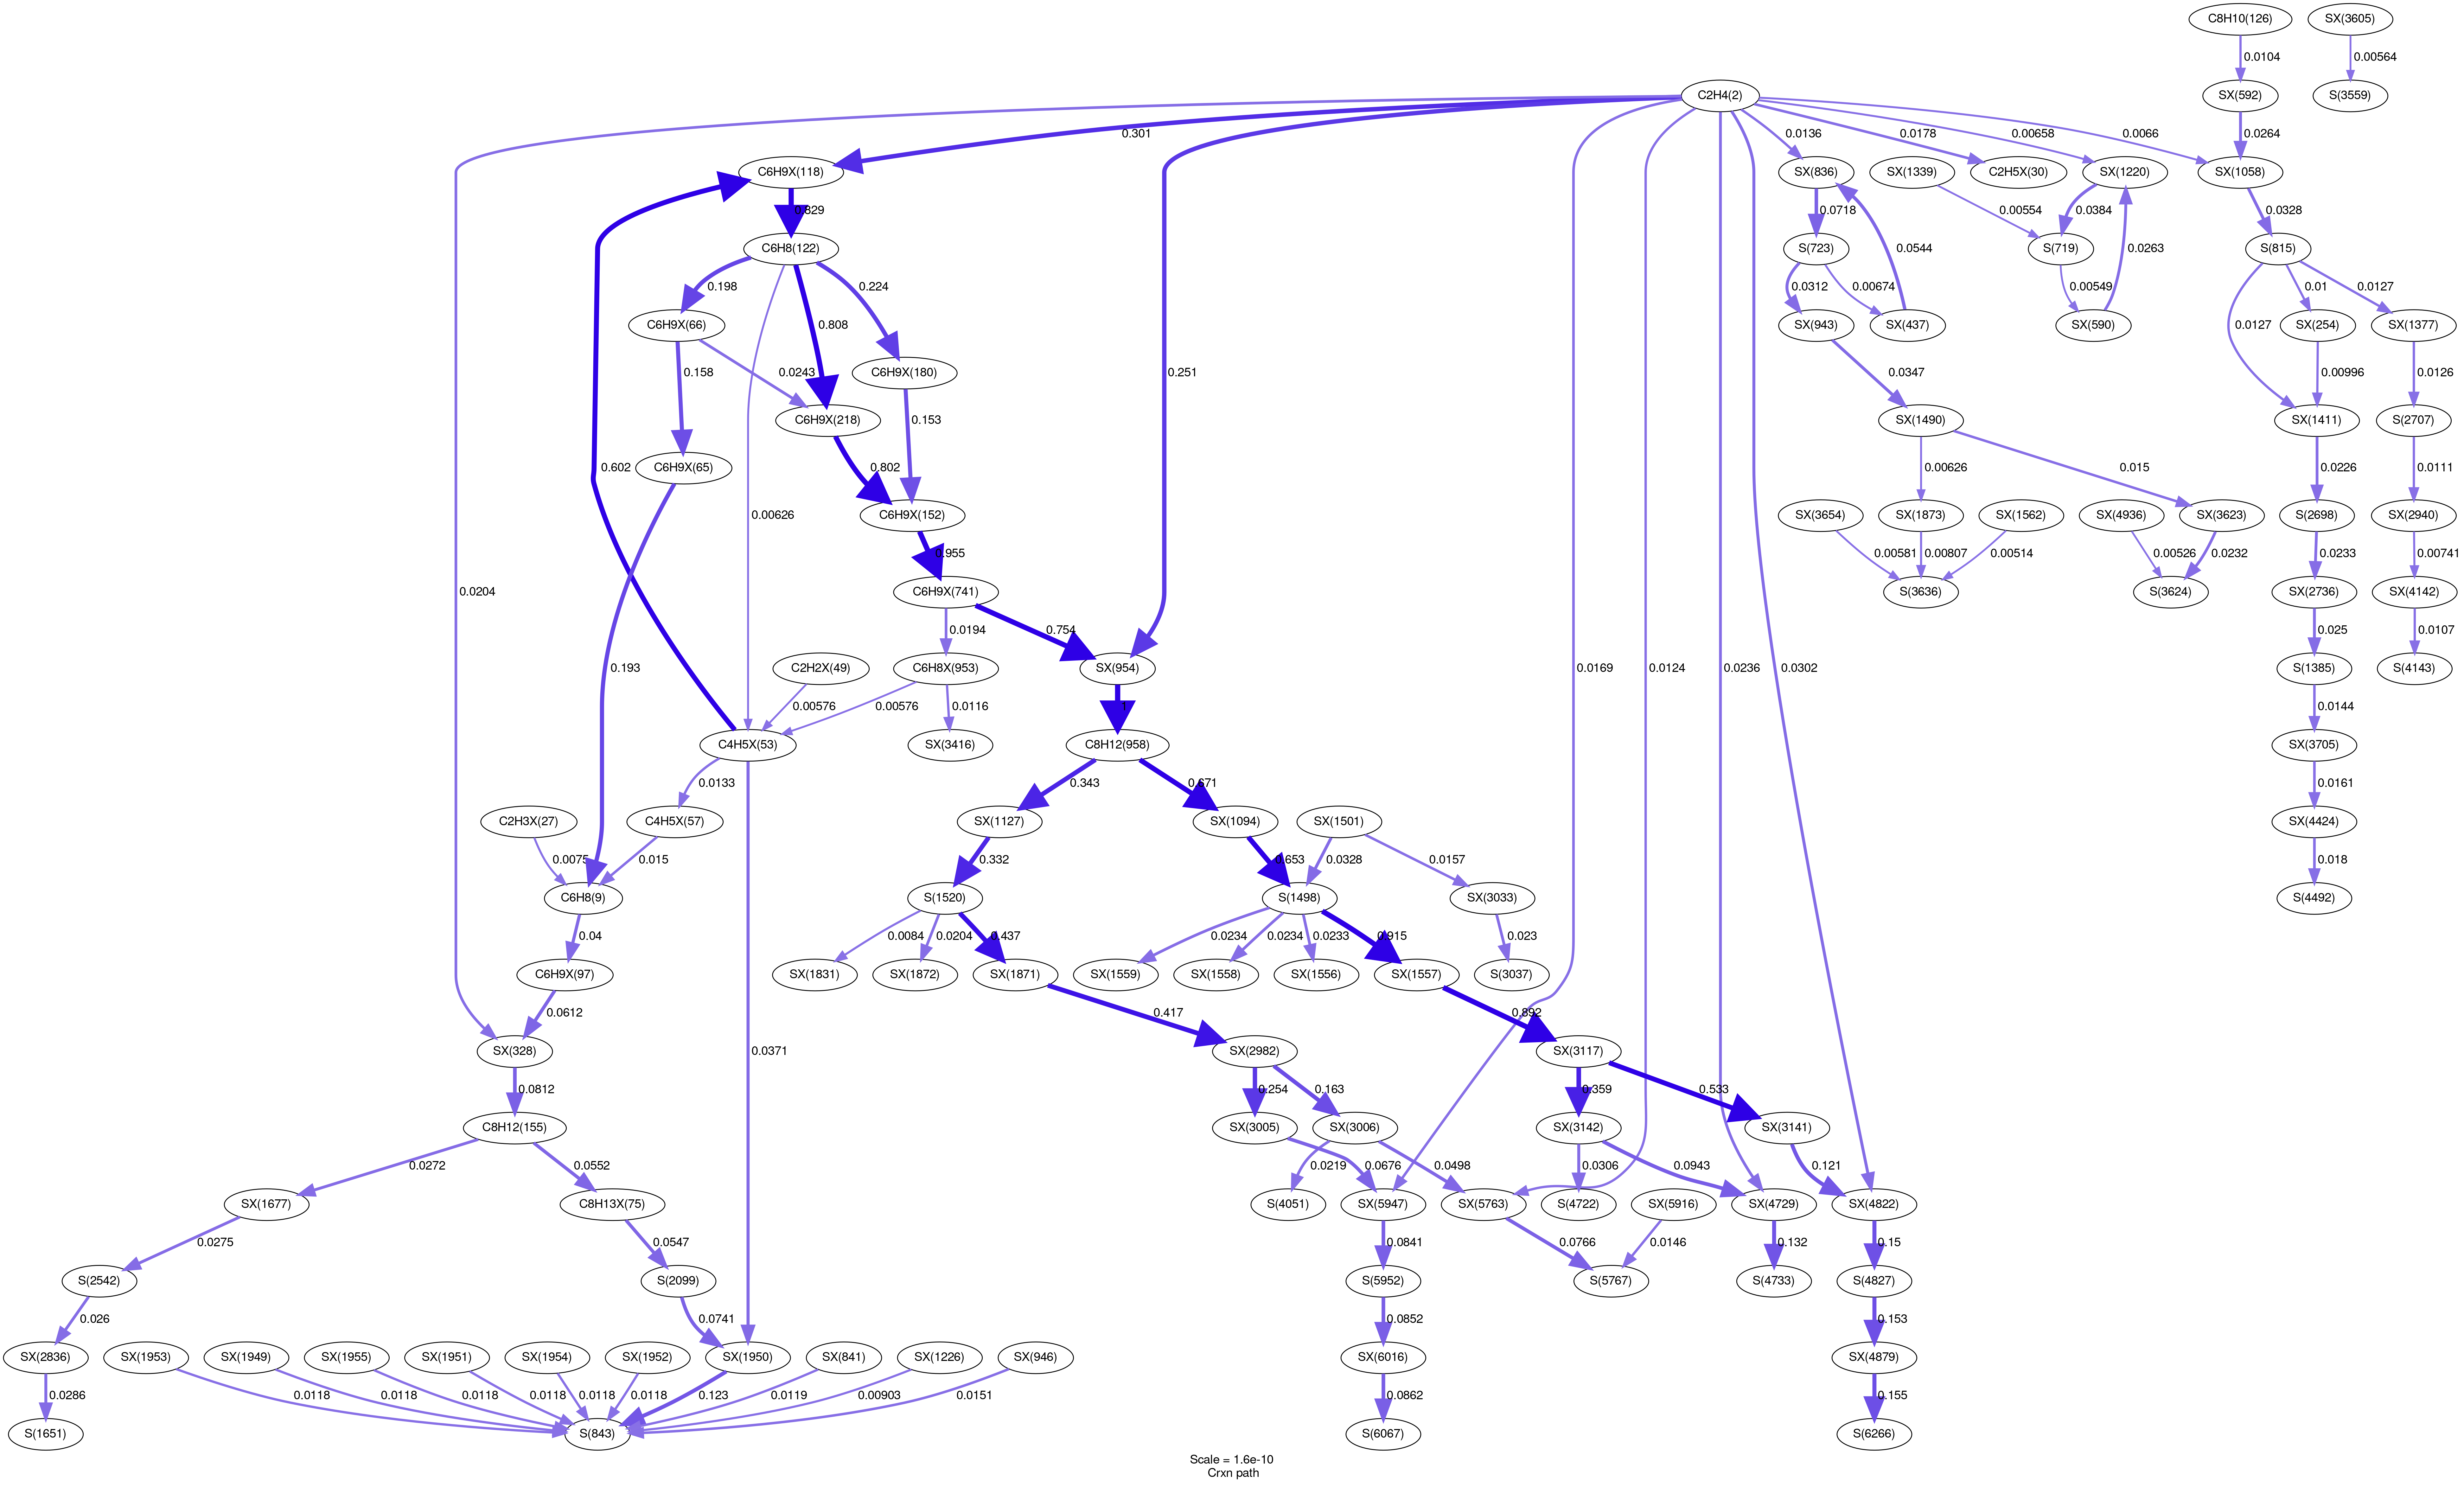 C8H10(126)
SX(3605)
0.0104
0.00564
C2H4(2)
SX(592)
S(3559)
0.301
0.0136
0.0178
0.00658
0.0066
0.0264
C6H9X(118)
SX(836)
C2H5X(30)
SX(1339)
SX(1220)
SX(1058)
0.829
0.0718
0.00554
0.0384
0.0328
C6H8(122)
S(723)
0.0544
S(719)
0.0263
S(815)
0.198
0.808
0.224
0.0312
0.00674
0.00549
0.01
0.0127
C6H9X(66)
SX(943)
SX(437)
SX(590)
0.0127
SX(254)
SX(1377)
0.158
0.0243
C6H9X(180)
0.251
0.0347
0.00996
0.0126
C6H9X(218)
SX(1490)
SX(1411)
S(2707)
0.602
C6H9X(65)
0.802
0.153
0.00626
0.015
0.0226
0.0111
0.00626
C6H9X(152)
SX(3654)
SX(1873)
SX(1562)
SX(4936)
SX(3623)
S(2698)
SX(2940)
0.955
0.00581
0.00807
0.00514
0.00526
0.0232
0.0233
0.00741
0.0204
C6H9X(741)
S(3636)
S(3624)
SX(2736)
SX(4142)
0.754
0.0194
0.025
0.0107
0.193
C2H2X(49)
C6H8X(953)
SX(954)
0.0169
0.0124
0.0236
0.0302
S(1385)
S(4143)
0.00576
0.00576
0.0116
1
0.0144
C4H5X(53)
SX(3416)
C8H12(958)
SX(3705)
0.0133
0.343
0.671
0.0161
C2H3X(27)
C4H5X(57)
SX(1127)
SX(1094)
SX(1501)
SX(4424)
0.0075
0.015
0.332
0.653
0.0328
0.0157
0.018
C6H8(9)
S(1520)
S(1498)
SX(3033)
S(4492)
0.04
0.0084
0.0204
0.437
0.0234
0.0234
0.0233
0.915
0.023
C6H9X(97)
SX(1831)
SX(1872)
SX(1871)
SX(1559)
SX(1558)
SX(1556)
SX(1557)
S(3037)
0.0612
0.417
0.892
SX(328)
0.0371
SX(2982)
SX(3117)
0.0812
0.254
0.163
0.359
0.533
C8H12(155)
SX(3005)
SX(3006)
SX(3142)
SX(3141)
0.0272
0.0552
0.0676
0.0219
0.0498
0.0306
0.0943
0.121
SX(1677)
C8H13X(75)
S(4051)
SX(5947)
SX(5763)
S(4722)
SX(5916)
SX(4729)
SX(4822)
0.0275
0.0547
0.0841
0.0766
0.0146
0.132
0.15
S(2542)
S(2099)
S(5952)
S(5767)
S(4733)
S(4827)
0.026
0.0741
0.0852
0.153
SX(2836)
SX(1953)
SX(1949)
SX(1955)
SX(1951)
SX(1954)
SX(1952)
SX(1950)
SX(841)
SX(1226)
SX(946)
SX(6016)
SX(4879)
0.0286
0.0118
0.0118
0.0118
0.0118
0.0118
0.0118
0.123
0.0119
0.00903
0.0151
0.0862
0.155
S(1651)
S(843)
S(6067)
S(6266)
Scale = 1.6e-10
Crxn path